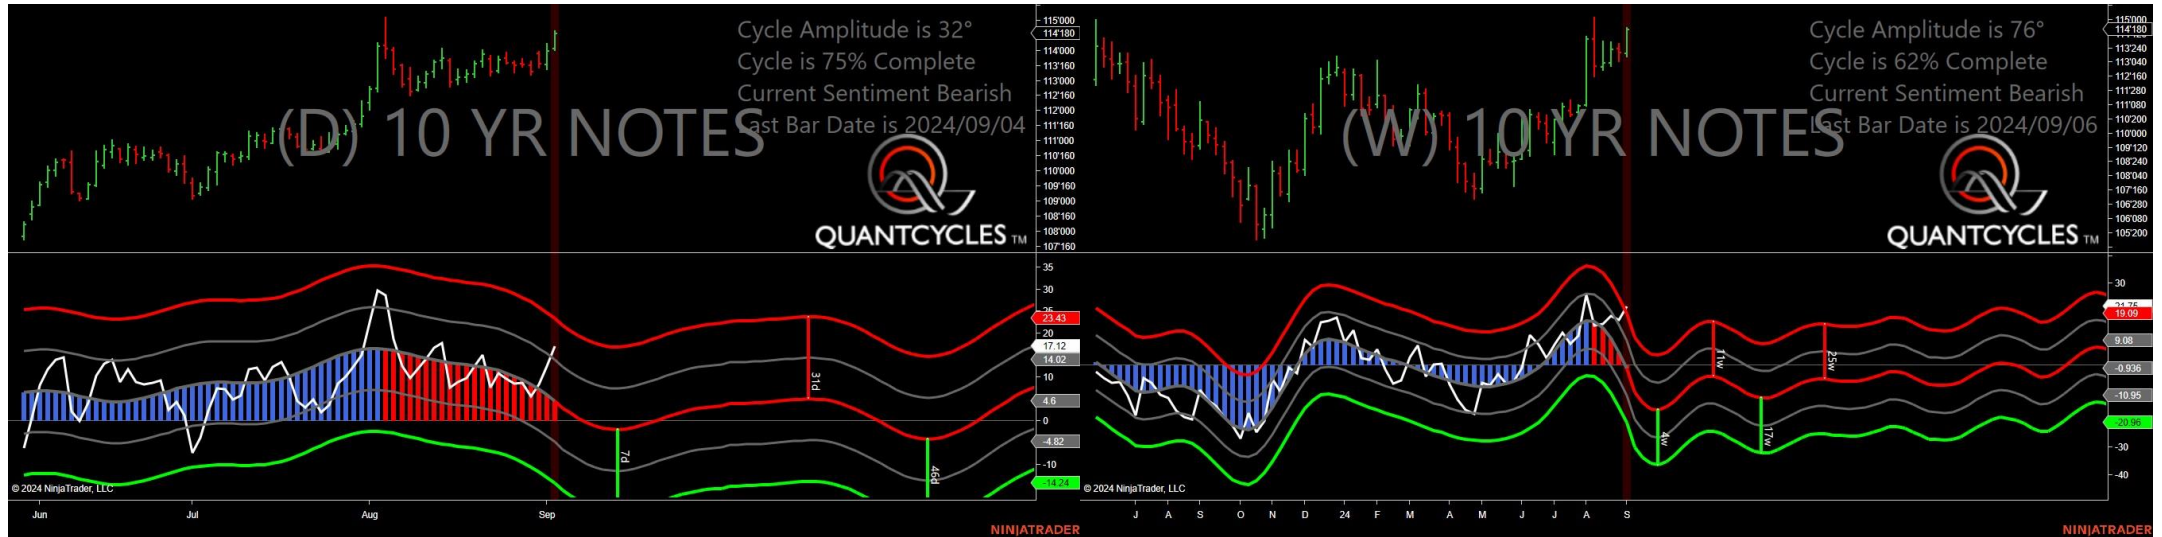 Cycle Amplitude is 32°
Cycle is 75% Complete
Current Sentiment Bearish
Last Bar Date is 2024/09/04
(D) 10 YR NOTES
QUANTCYCLES TM
115'000
114'180
114'000
113'160
113'000
112'160
112'000
111'160
111'000
110'160
110'000
109'160
109'000
108'160
108'000
107'160
35
30
25
23.43
20
17.12
14.02
10
4.6
0
-4.82
-10
-14.24
7d
31d
46d
© 2024 NinjaTrader, LLC
Jun Jul Aug Sep
NINJATRADER
Cycle Amplitude is 76°
Cycle is 62% Complete
Current Sentiment Bearish
Last Bar Date is 2024/09/06
(W) 10 YR NOTES
QUANTCYCLES TM
115'000
114'180
113'240
113'040
112'160
111'280
111'080
110'200
110'000
109'120
108'240
108'040
107'160
106'280
106'080
105'200
30
19.09
9.08
-0.936
-10.95
-20.96
-30
-40
4w
11w
17w
25w
© 2024 NinjaTrader, LLC
J A S O N D 24 F M A M J J A S
NINJATRADER